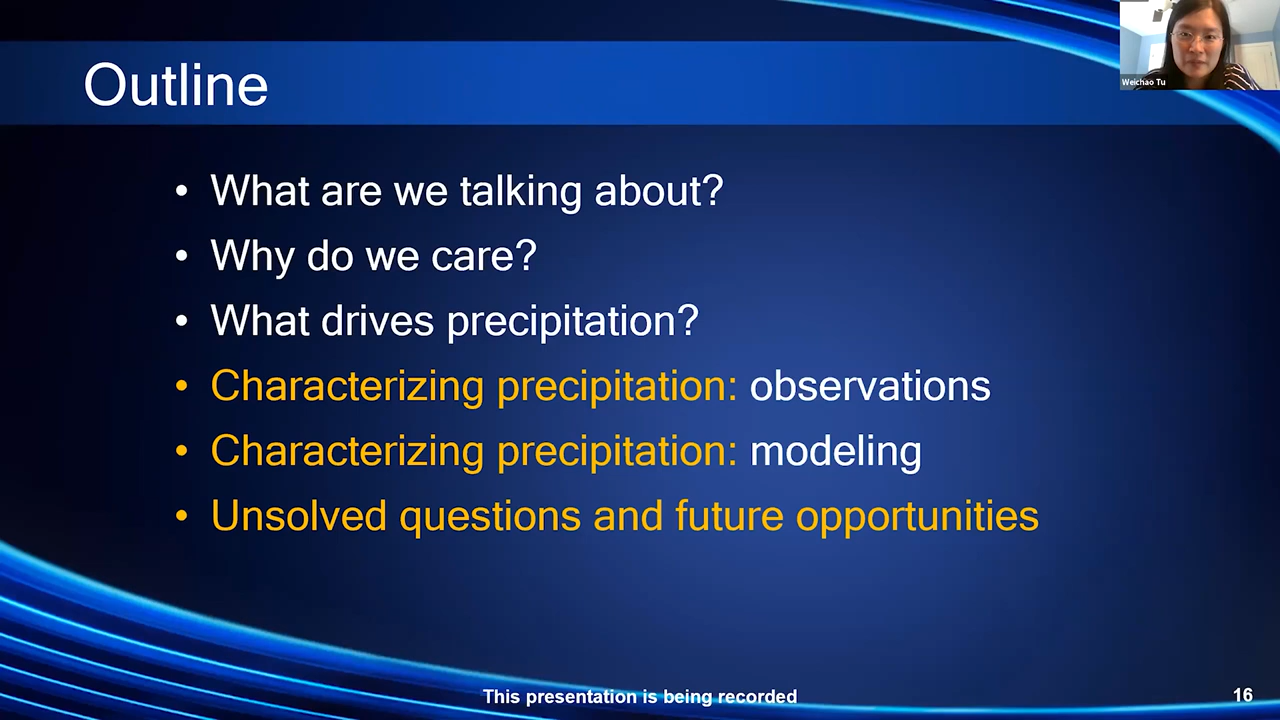 Outline
• What are we talking about?
• Why do we care?
• What drives precipitation?
• Characterizing precipitation: observations
• Characterizing precipitation: modeling
• Unsolved questions and future opportunities
Weichao Tu
This presentation is being recorded
16